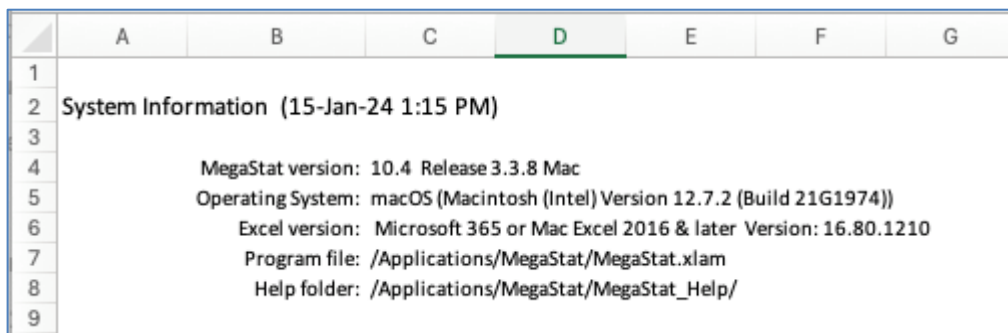 A B C D E F G
1
2 System Information (15-Jan-24 1:15 PM)
3
4 MegaStat version: 10.4 Release 3.3.8 Mac
5 Operating System: macOS (Macintosh (Intel) Version 12.7.2 (Build 21G1974))
6 Excel version: Microsoft 365 or Mac Excel 2016 & later Version: 16.80.1210
7 Program file: /Applications/MegaStat/MegaStat.xlam
8 Help folder: /Applications/MegaStat/MegaStat_Help/
9